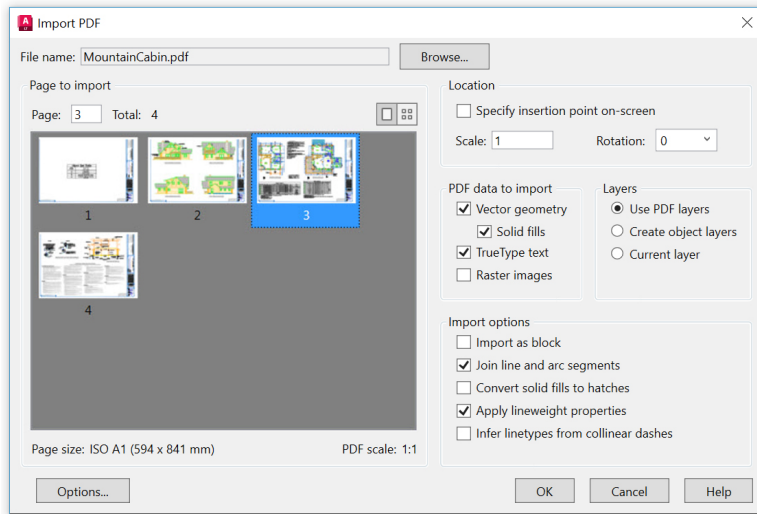 Import PDF
File name: MountainCabin.pdf Browse...
Page to import
Page: 3 Total: 4
1 2 3
4
Page size: ISO A1 (594 x 841 mm) PDF scale: 1:1
Location
Specify insertion point on-screen
Scale: 1 Rotation: 0
PDF data to import
Vector geometry
Solid fills
TrueType text
Raster images
Layers
Use PDF layers
Create object layers
Current layer
Import options
Import as block
Join line and arc segments
Convert solid fills to hatches
Apply lineweight properties
Infer linetypes from collinear dashes
Options... OK Cancel Help